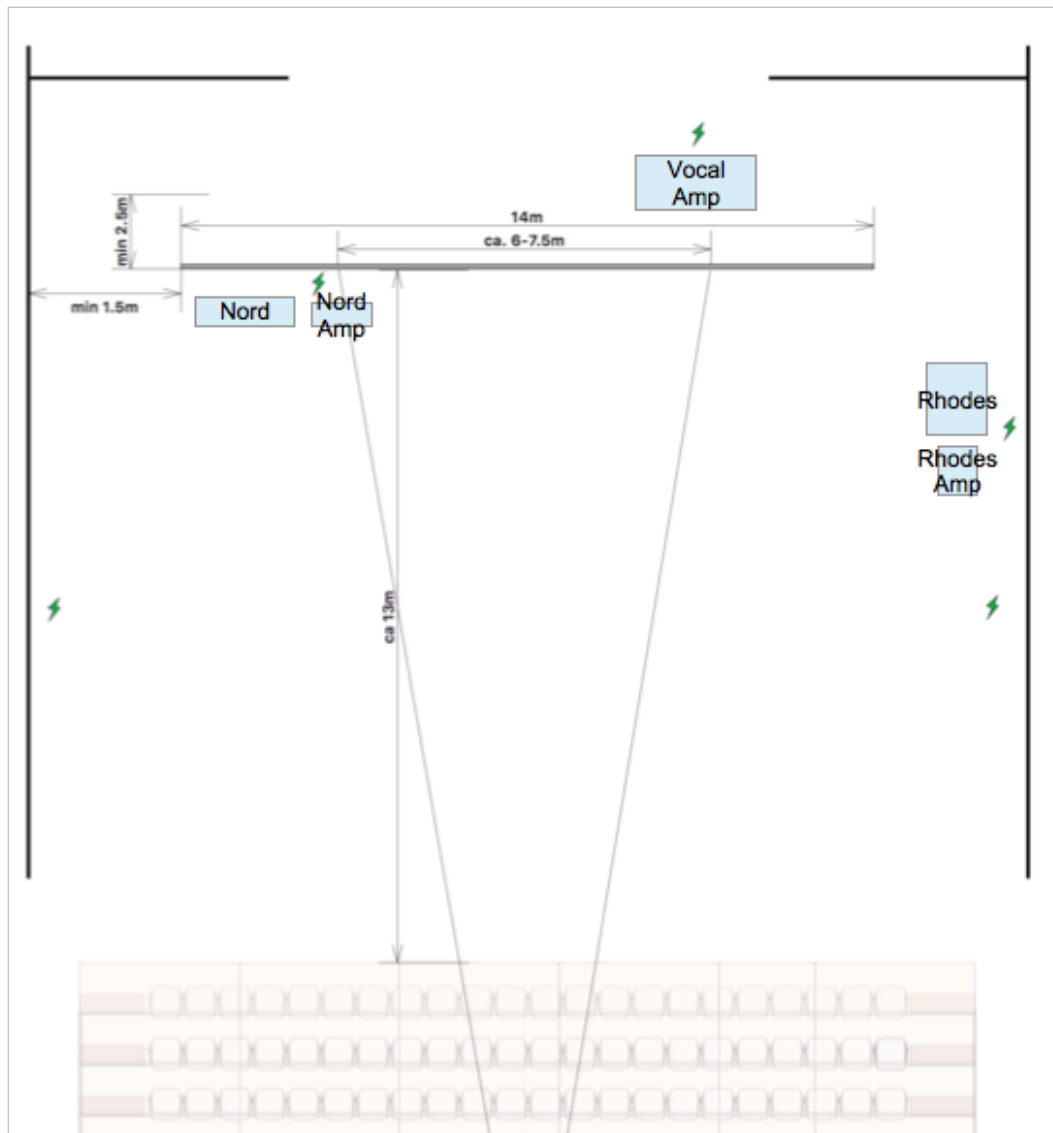 Vocal
Amp
min 2.5m
14m
ca. 6-7.5m
min 1.5m
Nord
Nord
Amp
Rhodes
Rhodes
Amp
ca 13m